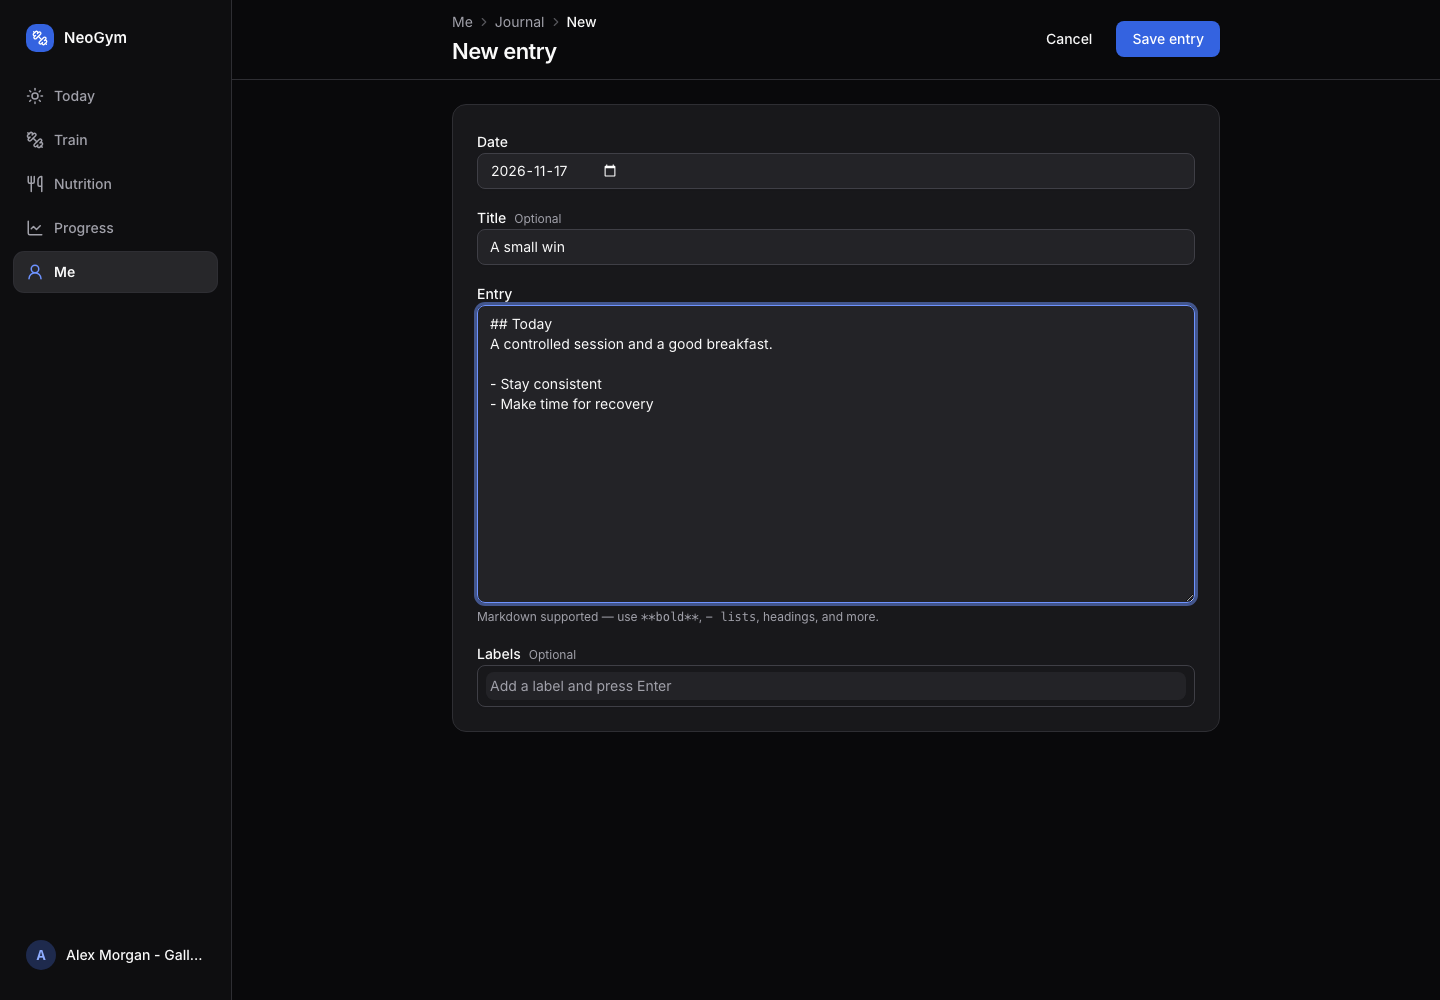 NeoGym
Today
Train
Nutrition
Progress
Me
Alex Morgan - Gall...
A
Me > Journal > New
New entry
Cancel
Save entry
Date
2026-11-17
Title Optional
A small win
Entry
## Today
A controlled session and a good breakfast.
- Stay consistent
- Make time for recovery
Markdown supported — use **bold**, - lists, headings, and more.
Labels Optional
Add a label and press Enter